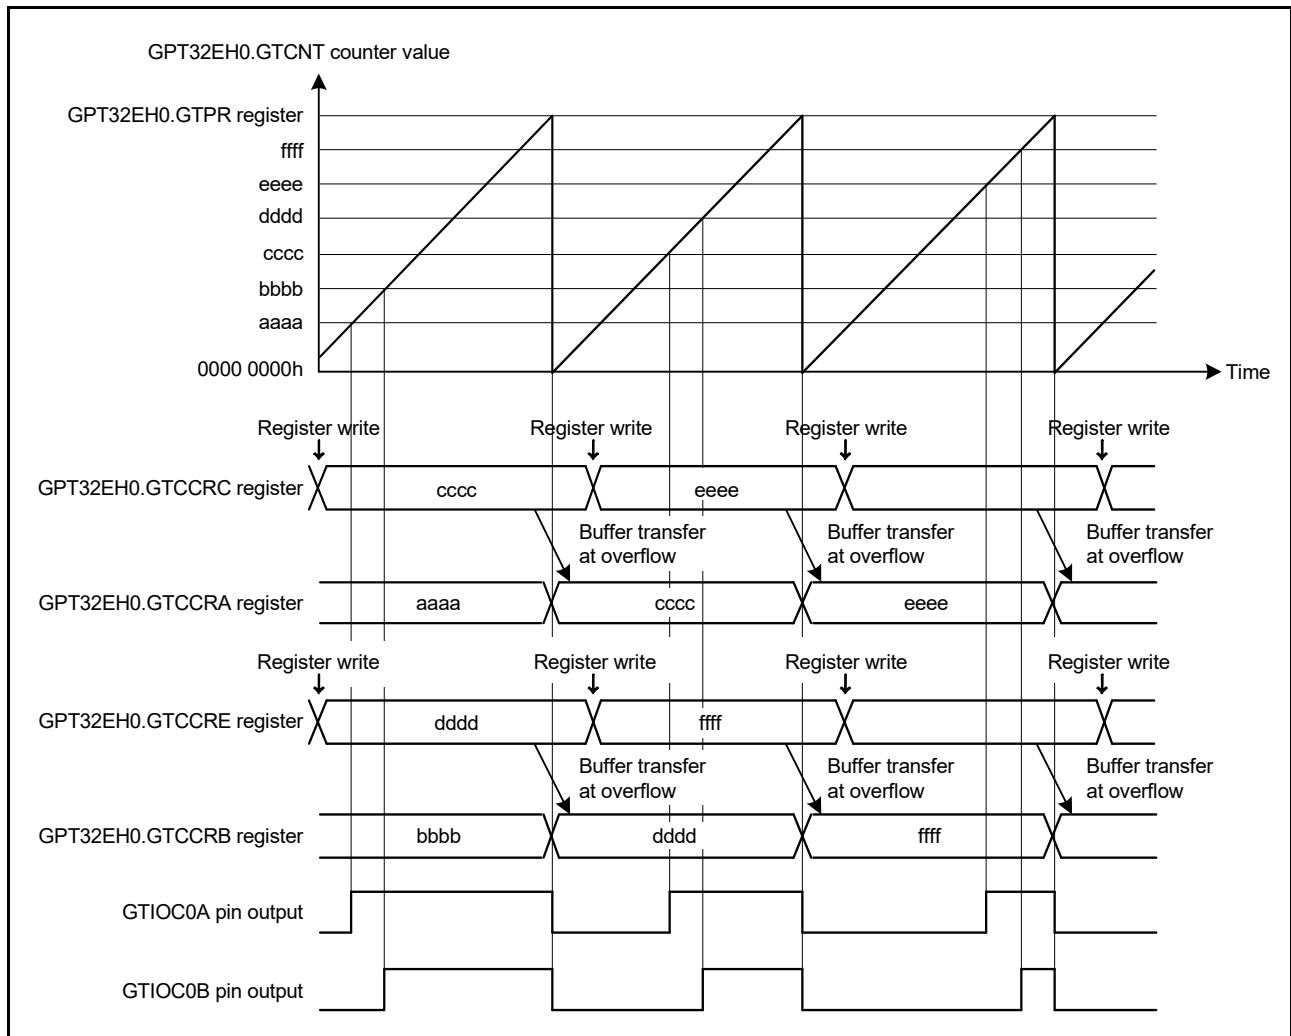 GPT32EH0.GTCNT counter value
GPT32EH0.GTPR register
ffff
eeee
dddd
cccc
bbbb
aaaa
0000 0000h
Time
Register write Register write Register write Register write
GPT32EH0.GTCCRC register cccc eeee
Buffer transfer Buffer transfer Buffer transfer
at overflow at overflow at overflow
GPT32EH0.GTCCRA register aaaa cccc eeee
Register write Register write Register write Register write
GPT32EH0.GTCCRE register dddd ffff
Buffer transfer Buffer transfer Buffer transfer
at overflow at overflow at overflow
GPT32EH0.GTCCRB register bbbb dddd ffff
GTIOC0A pin output
GTIOC0B pin output